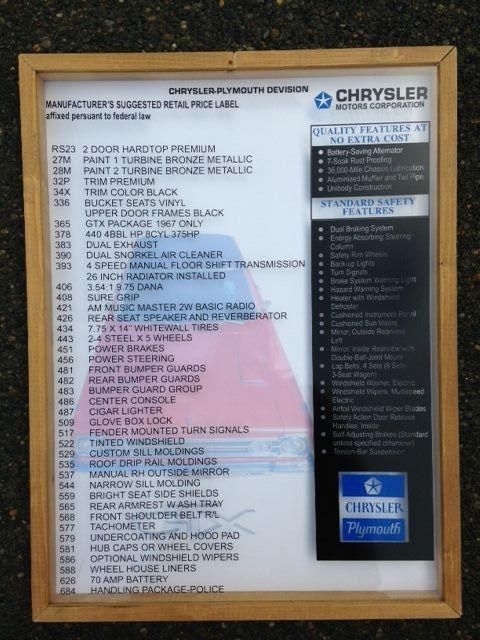 CHRYSLER-PLYMOUTH DEVISION
MANUFACTURER'S SUGGESTED RETAIL PRICE LABEL
affixed persuant to federal law
CHRYSLER
MOTORS CORPORATION
RS23 2 DOOR HARDTOP PREMIUM
27M PAINT 1 TURBINE BRONZE METALLIC
28M PAINT 2 TURBINE BRONZE METALLIC
32P TRIM PREMIUM
34X TRIM COLOR BLACK
336 BUCKET SEATS VINYL
UPPER DOOR FRAMES BLACK
365 GTX PACKAGE 1967 ONLY
378 440 4BBL HP 8CYL 375HP
383 DUAL EXHAUST
390 DUAL SNORKEL AIR CLEANER
393 4 SPEED MANUAL FLOOR SHIFT TRANSMISSION
26 INCH RADIATOR INSTALLED
406 3.54:1 9.75 DANA
408 SURE GRIP
421 AM MUSIC MASTER 2W BASIC RADIO
426 REAR SEAT SPEAKER AND REVERBERATOR
434 7.75 X 14" WHITEWALL TIRES
443 2-4 STEEL X 5 WHEELS
451 POWER BRAKES
456 POWER STEERING
481 FRONT BUMPER GUARDS
482 REAR BUMPER GUARDS
483 BUMPER GUARD GROUP
486 CENTER CONSOLE
487 CIGAR LIGHTER
509 GLOVE BOX LOCK
517 FENDER MOUNTED TURN SIGNALS
522 TINTED WINDSHIELD
529 CUSTOM SILL MOLDINGS
535 ROOF DRIP RAIL MOLDINGS
537 MANUAL RH OUTSIDE MIRROR
544 NARROW SILL MOLDING
559 BRIGHT SEAT SIDE SHIELDS
565 REAR ARMREST W ASH TRAY
568 FRONT SHOULDER BELT R/L
577 TACHOMETER
579 UNDERCOATING AND HOOD PAD
581 HUB CAPS OR WHEEL COVERS
586 OPTIONAL WINDSHIELD WIPERS
588 WHEEL HOUSE LINERS
626 70 AMP BATTERY
684 HANDLING PACKAGE-POLICE
QUALITY FEATURES AT
NO EXTRA COST
• Battery-Saving Alternator
• 7-Soak Rust Proofing
• 36,000-Mile Chassis Lubrication
• Aluminized Muffler and Tail Pipe
• Unibody Construction
STANDARD SAFETY
FEATURES
• Dual Braking System
• Energy Absorbing Steering
Column
• Safety Rim Wheels
• Back-up Lights
• Turn Signals
• Brake System Warning Light
• Hazard Warning System
• Heater with Windshield
Defroster
• Cushioned Instrument Panel
• Cushioned Sun Visors
• Mirror, Outside Rearview
Left
• Mirror, Inside Rearview with
Double-Ball-Joint Mount
• Lap Belts, 4 Sets (6 Sets
3-Seat Wagon)
• Windshield Washer, Electric
• Windshield Wipers, Multispeed
Electric
• Airfoil Windshield Wiper Blades
• Safety Action Door Release
Handles, Inside
• Self Adjusting Brakes (Standard
unless specified otherwise)
• Torsion-Bar Suspension
CHRYSLER
Plymouth